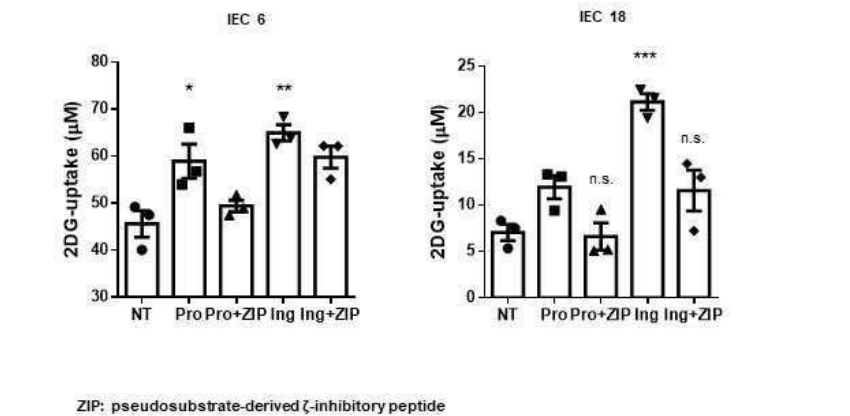 IEC 6
80
70
60
50
40
30
2DG-uptake (µM)
*
**
NT Pro Pro+ZIP Ing Ing+ZIP
IEC 18
25
20
15
10
5
0
2DG-uptake (µM)
n.s.
***
n.s.
NT Pro Pro+ZIP Ing Ing+ZIP
ZIP: pseudosubstrate-derived ζ-inhibitory peptide